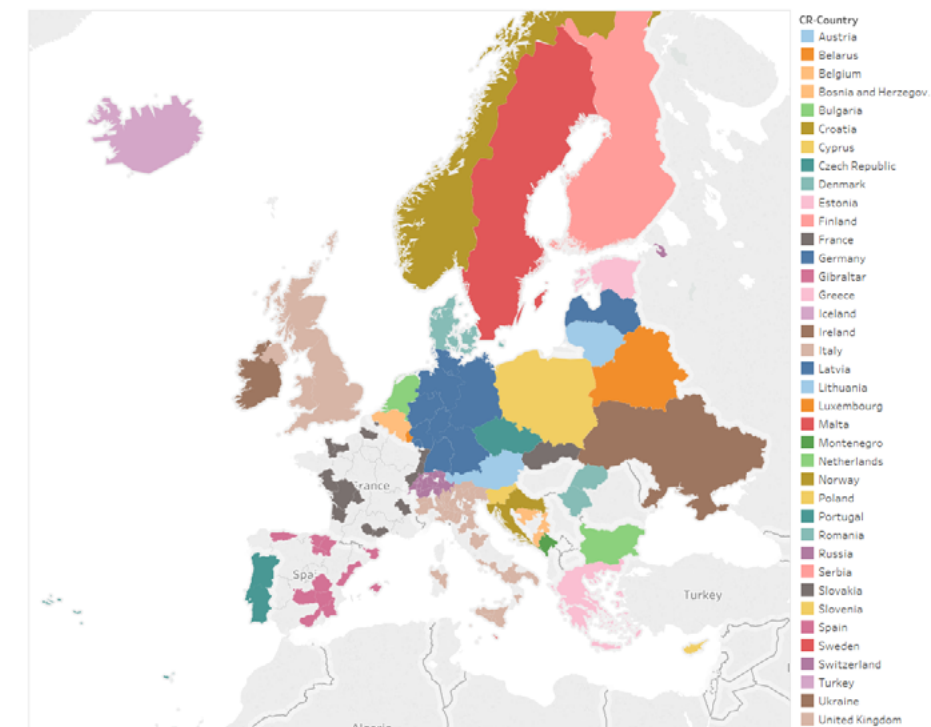 CR-Country
Austria
Belarus
Belgium
Bosnia and Herzegov.
Bulgaria
Croatia
Cyprus
Czech Republic
Denmark
Estonia
Finland
France
Germany
Gibraltar
Greece
Iceland
Ireland
Italy
Latvia
Lithuania
Luxembourg
Malta
Montenegro
Netherlands
Norway
Poland
Portugal
Romania
Russia
Serbia
Slovakia
Slovenia
Spain
Sweden
Switzerland
Turkey
Ukraine
United Kingdom
rance
Spa
Turkey